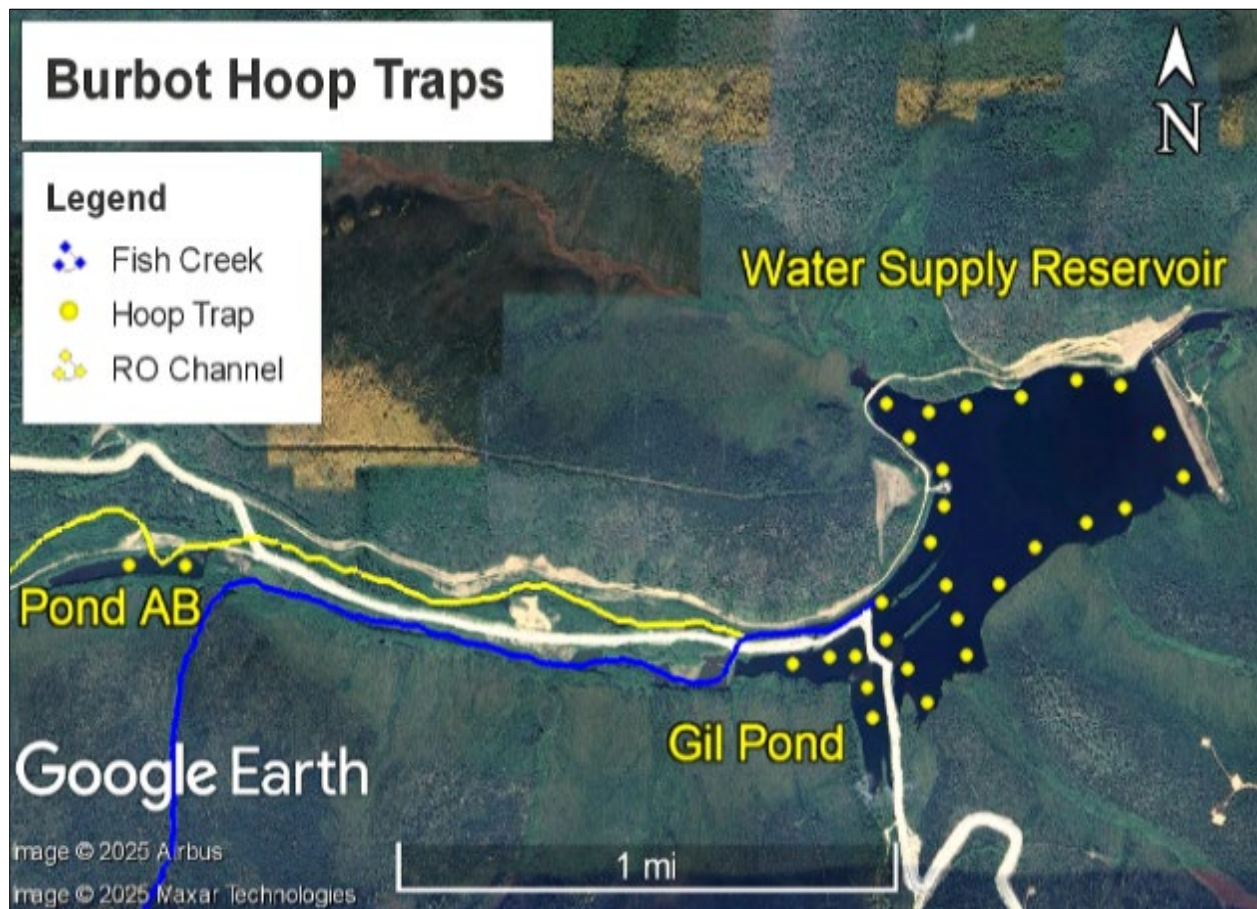 Burbot Hoop Traps
N
Legend
Fish Creek
Hoop Trap
RO Channel
Water Supply Reservoir
Pond AB
Gil Pond
Google Earth
1 mi
Image © 2025 Airbus
Image © 2025 Maxar Technologies